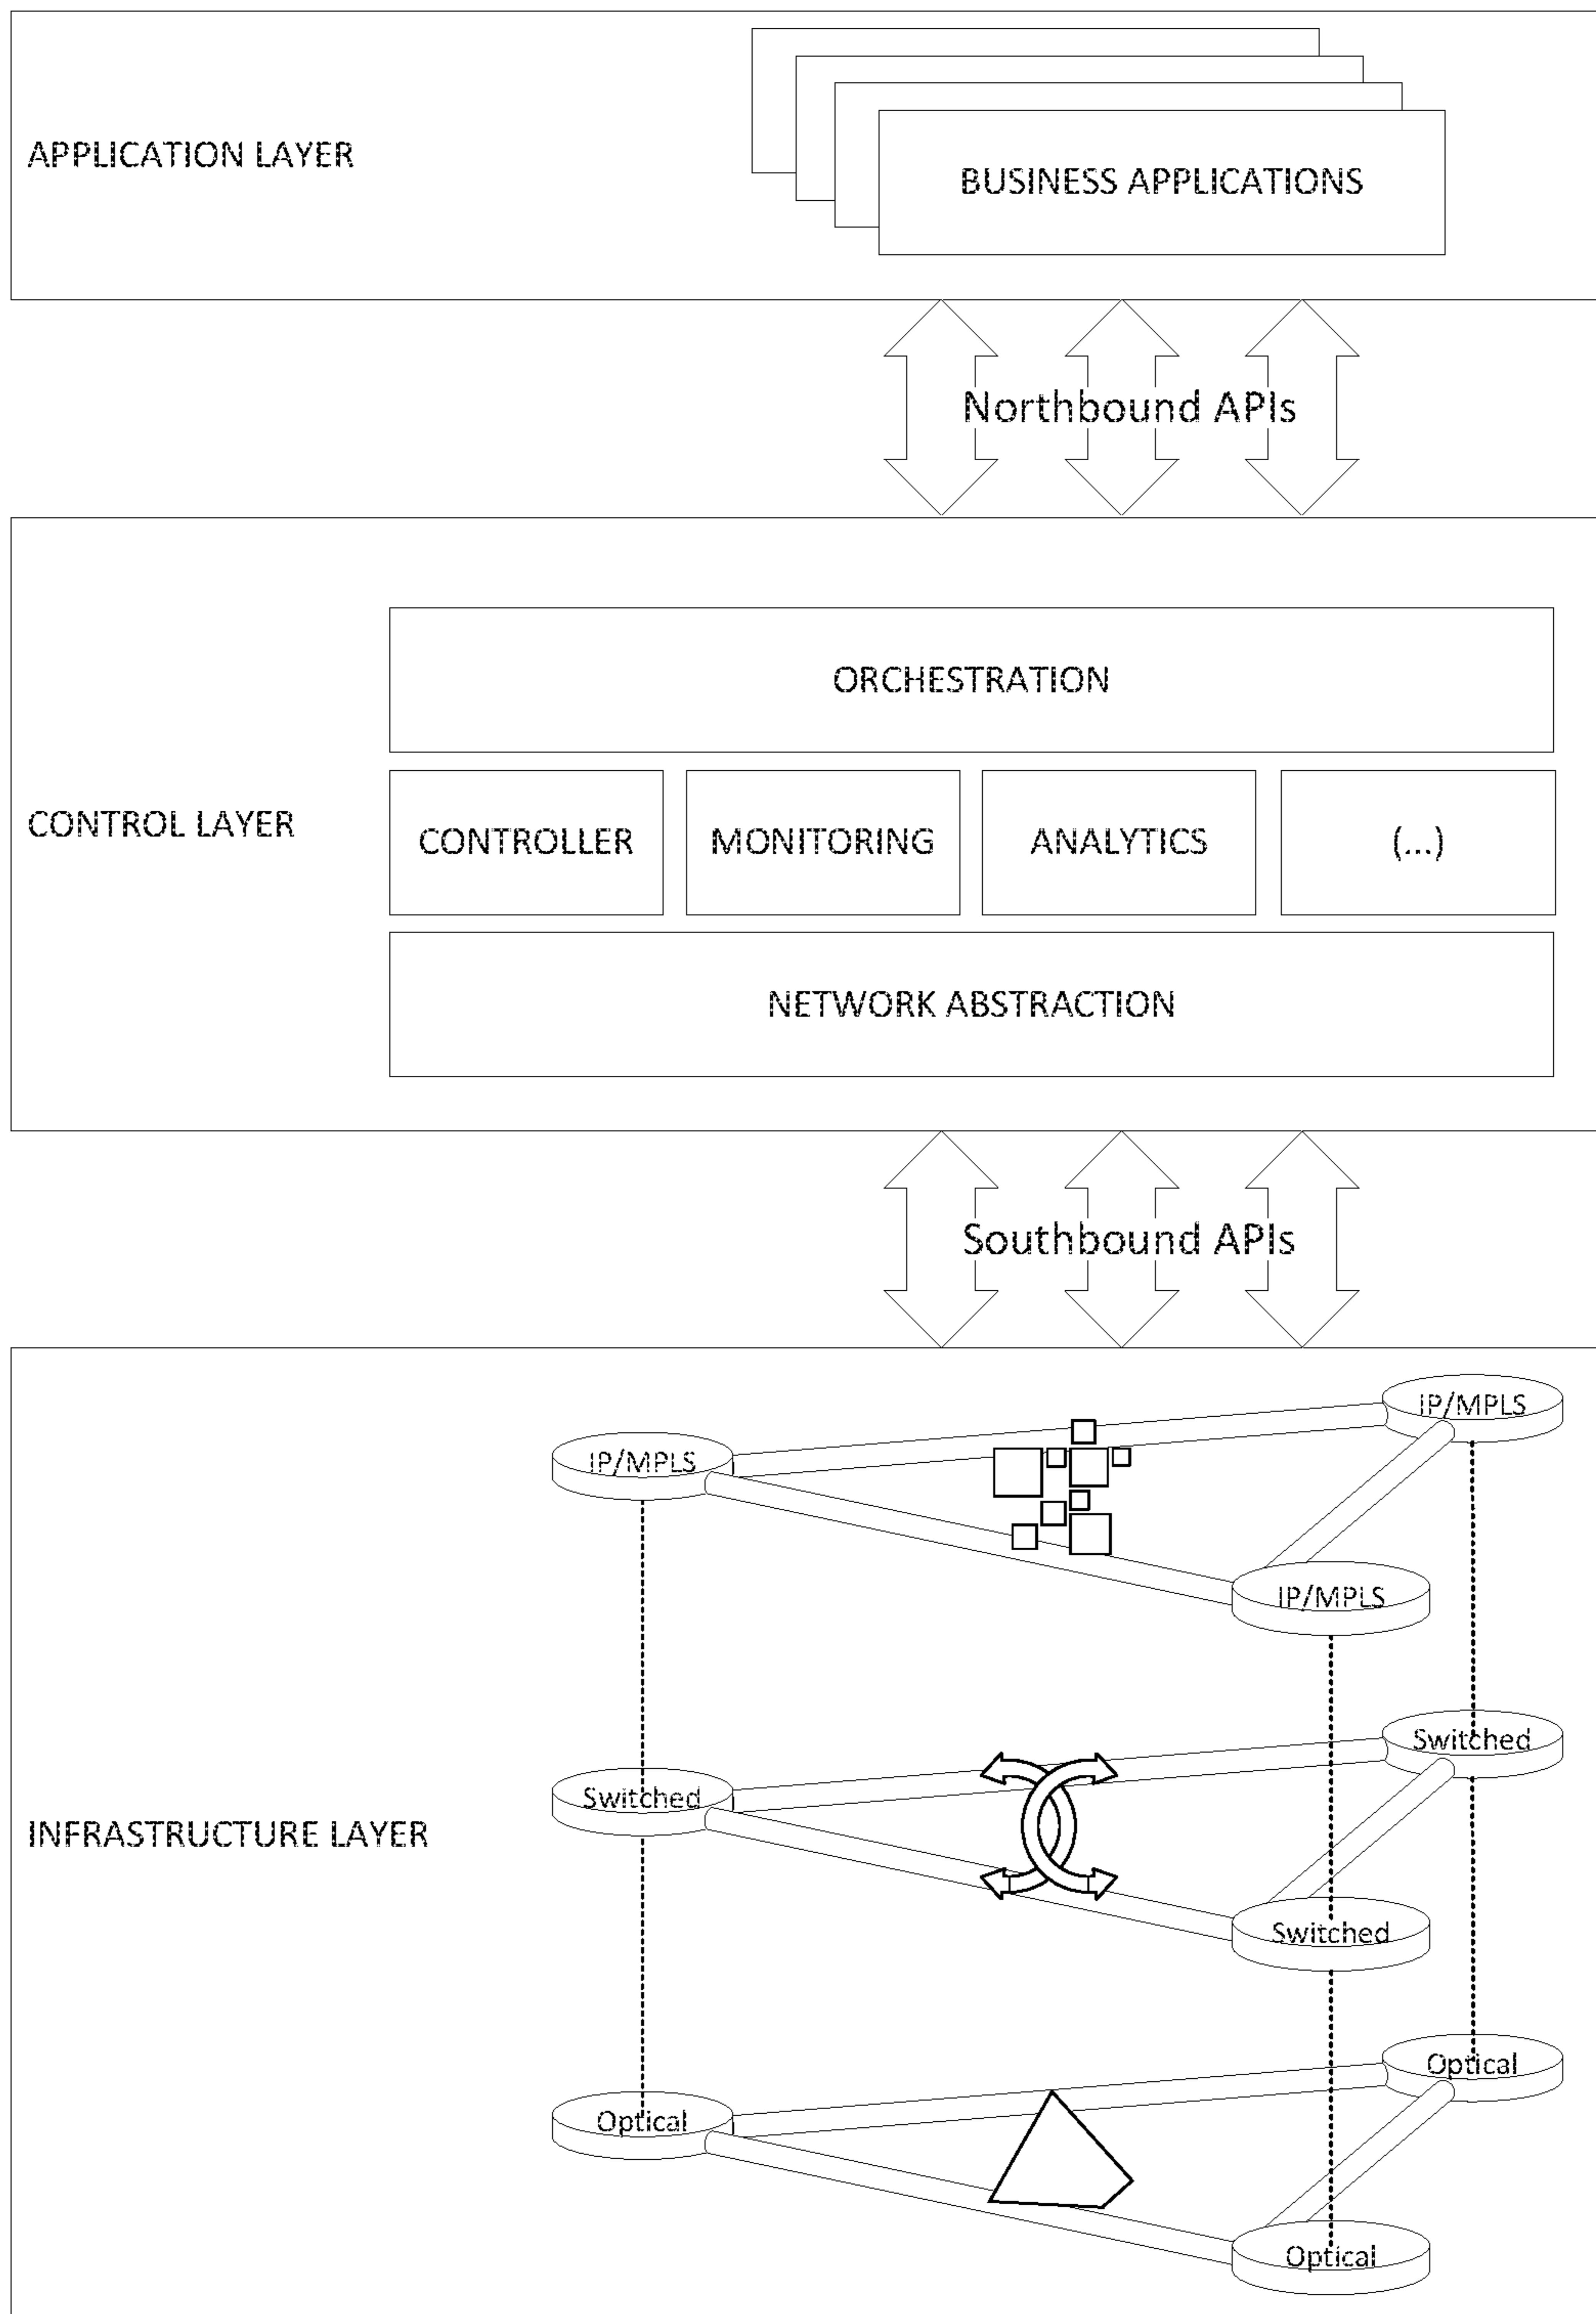 APPLICATION LAYER
BUSINESS APPLICATIONS
Northbound APIs
ORCHESTRATION
CONTROL LAYER
CONTROLLER
MONITORING
ANALYTICS
(...)
NETWORK ABSTRACTION
Southbound APIs
IP/MPLS
IP/MPLS
IP/MPLS
Switched
Switched
INFRASTRUCTURE LAYER
Switched
Optical
Optical
Optical